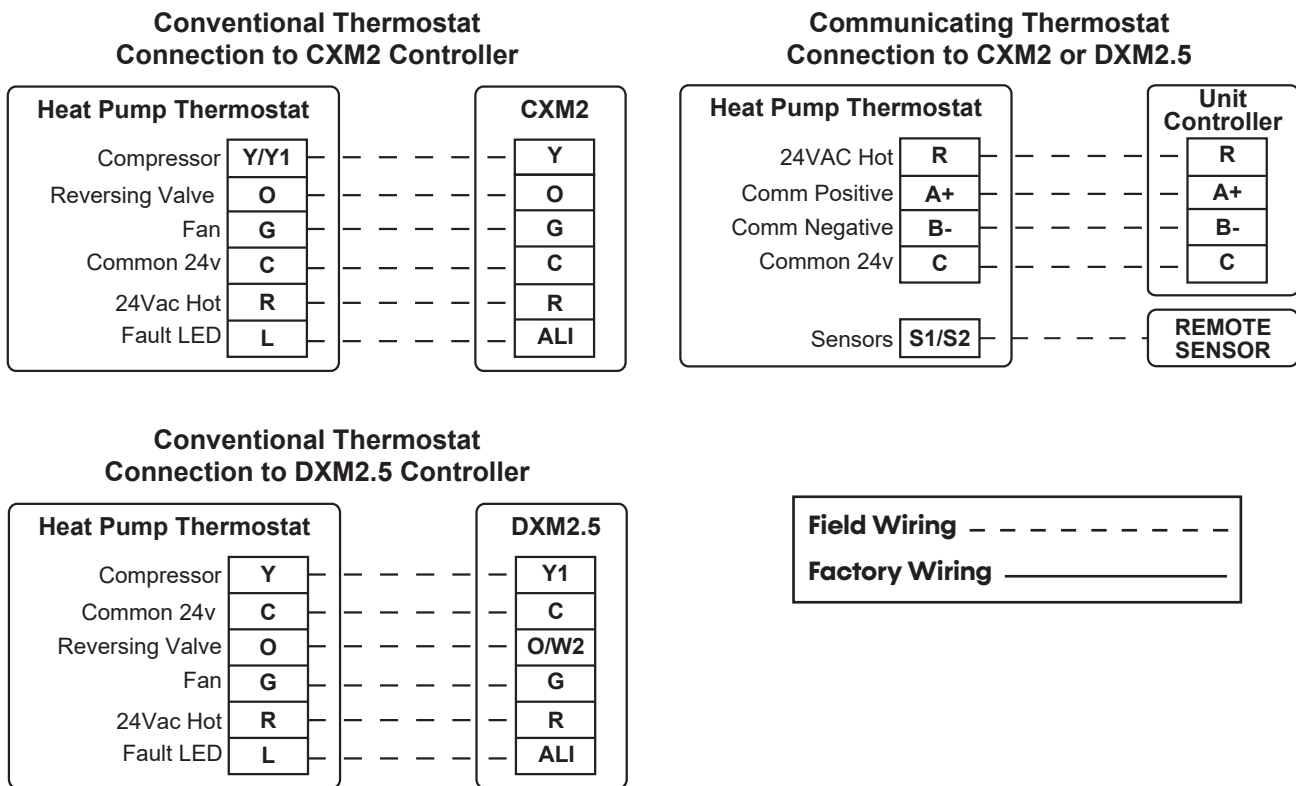 Conventional Thermostat
Connection to CXM2 Controller
Heat Pump Thermostat CXM2
Compressor Y/Y1 Y
Reversing Valve O O
Fan G G
Common 24v C C
24Vac Hot R R
Fault LED L ALI
Communicating Thermostat
Connection to CXM2 or DXM2.5
Heat Pump Thermostat
Unit
Controller
24VAC Hot R R
Comm Positive A+ A+
Comm Negative B- B-
Common 24v C C
Sensors S1/S2
REMOTE
SENSOR
Conventional Thermostat
Connection to DXM2.5 Controller
Heat Pump Thermostat DXM2.5
Compressor Y Y1
Common 24v C C
Reversing Valve O O/W2
Fan G G
24Vac Hot R R
Fault LED L ALI
Field Wiring
Factory Wiring